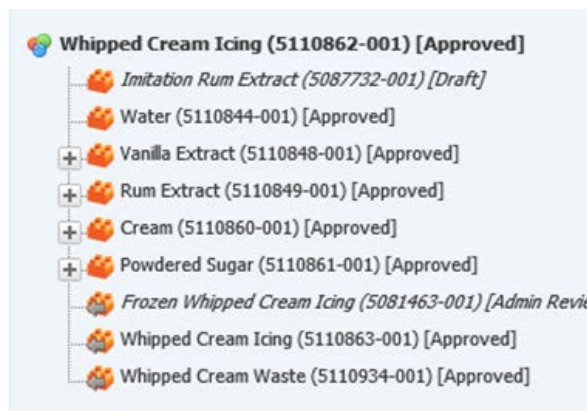 Whipped Cream Icing (5110862-001) [Approved]
Imitation Rum Extract (5087732-001) [Draft]
Water (5110844-001) [Approved]
Vanilla Extract (5110848-001) [Approved]
Rum Extract (5110849-001) [Approved]
Cream (5110860-001) [Approved]
Powdered Sugar (5110861-001) [Approved]
Frozen Whipped Cream Icing (5081463-001) [Admin Revie
Whipped Cream Icing (5110863-001) [Approved]
Whipped Cream Waste (5110934-001) [Approved]